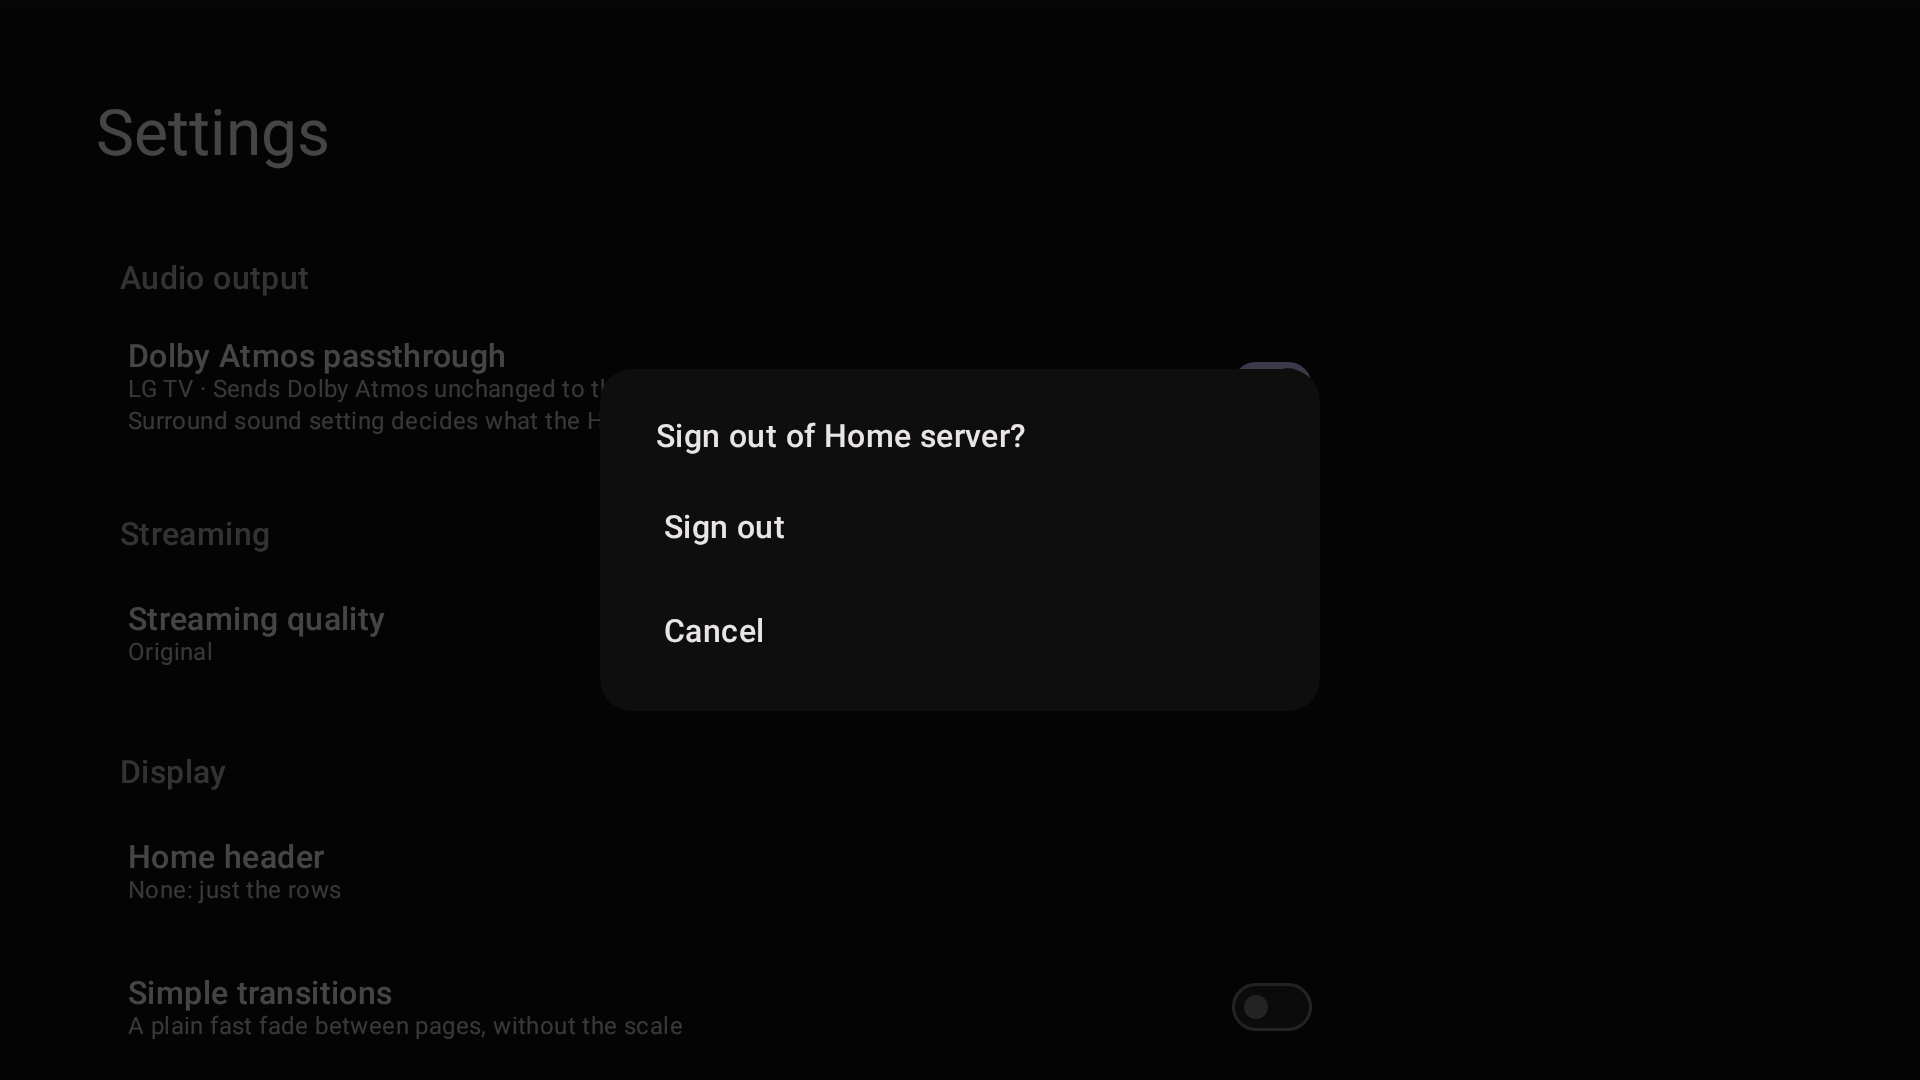 Settings
Audio output
Dolby Atmos passthrough
LG TV · Sends Dolby Atmos unchanged to
Surround sound setting decides what the
Sign out of Home server?
Sign out
Cancel
Streaming
Streaming quality
Original
Display
Home header
None: just the rows
Simple transitions
A plain fast fade between pages, without the scale